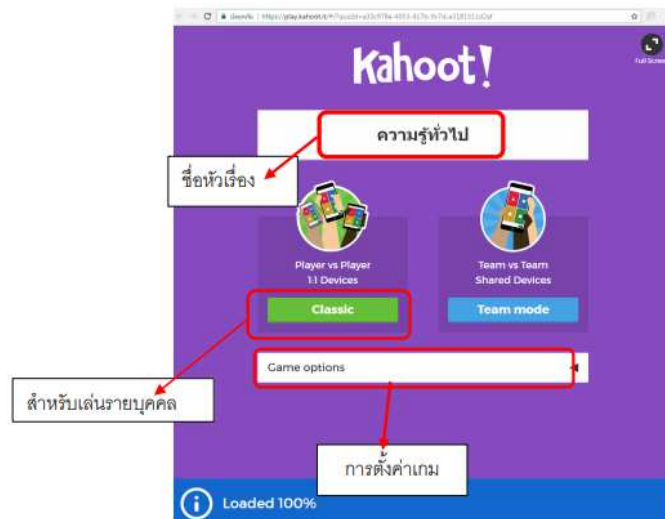 Kahoot!
Full Screen
ความรู้ทั่วไป
ชื่อหัวเรื่อง
Player vs Player
1:1 Devices
Classic
Team vs Team
Shared Devices
Team mode
Game options
สำหรับเล่นรายบุคคล
การตั้งค่าเกม
Loaded 100%